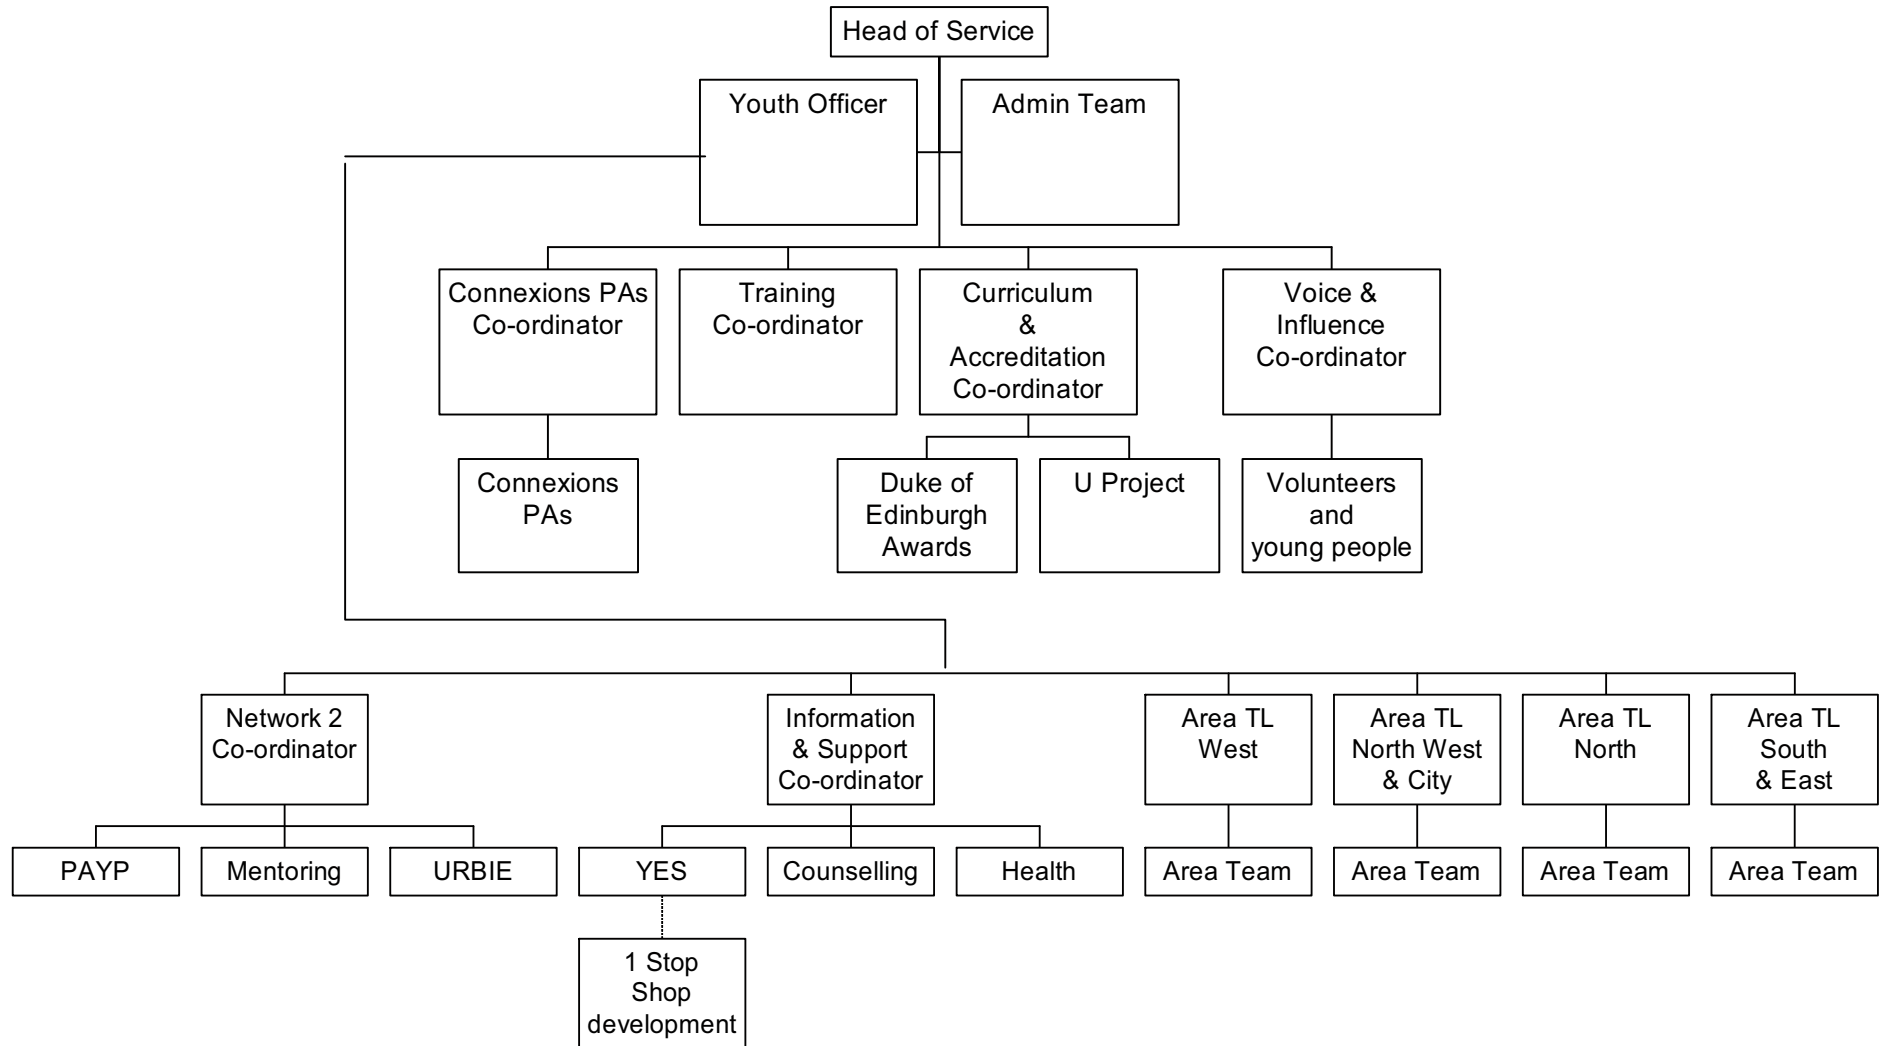 Head of Service
Youth Officer
Admin Team
Connexions PAs
Co-ordinator
Training
Co-ordinator
Curriculum
&
Accreditation
Co-ordinator
Voice &
Influence
Co-ordinator
Connexions
PAs
Duke of
Edinburgh
Awards
U Project
Volunteers
and
young people
Network 2
Co-ordinator
Information
& Support
Co-ordinator
Area TL
West
Area TL
North West
& City
Area TL
North
Area TL
South
& East
PAYP
Mentoring
URBIE
YES
Counselling
Health
Area Team
Area Team
Area Team
Area Team
1 Stop
Shop
development